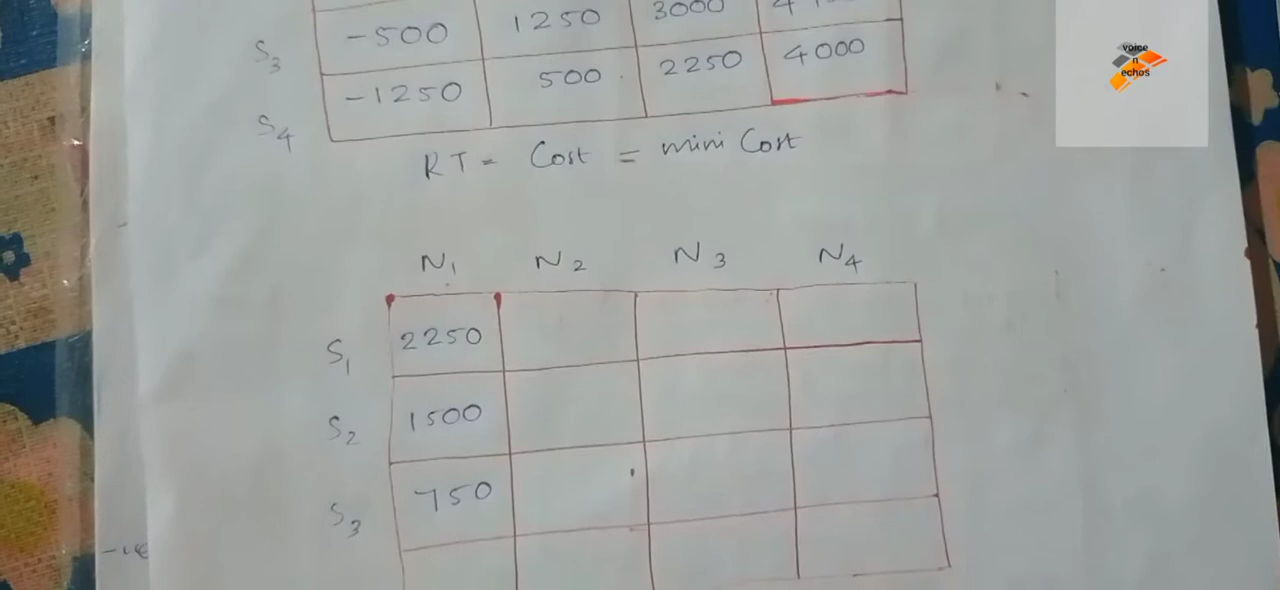 -500 1250 3000
S3
-1250 500 2250 4000
S4
RT = Cost = mini Cost
N1 N2 N3 N4
S1 2250
S2 1500
S3 750
voice
n
echos